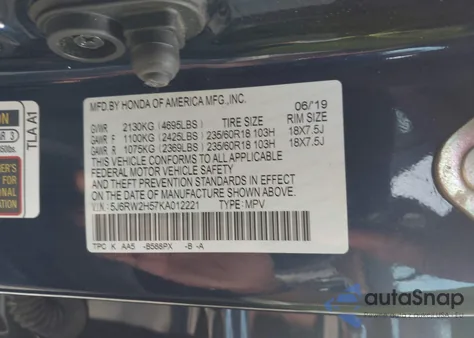 MFD BY HONDA OF AMERICA MFG.,INC. 06/'19
GVWR 2130KG (4695LBS) TIRE SIZE RIM SIZE
GAWR F 1100KG (2425LBS) 235/60R18 103H 18X7.5J
GAWR R 1075KG (2369LBS) 235/60R18 103H 18X7.5J
THIS VEHICLE CONFORMS TO ALL APPLICABLE
FEDERAL MOTOR VEHICLE SAFETY
AND THEFT PREVENTION STANDARDS IN EFFECT
ON THE DATE OF MANUFACTURE SHOWN ABOVE.
V.I.N: 5J6RW2H57KA012221 TYPE: MPV
TPC K AA5 -B588PX -B -A
TLA A1
autoSnap